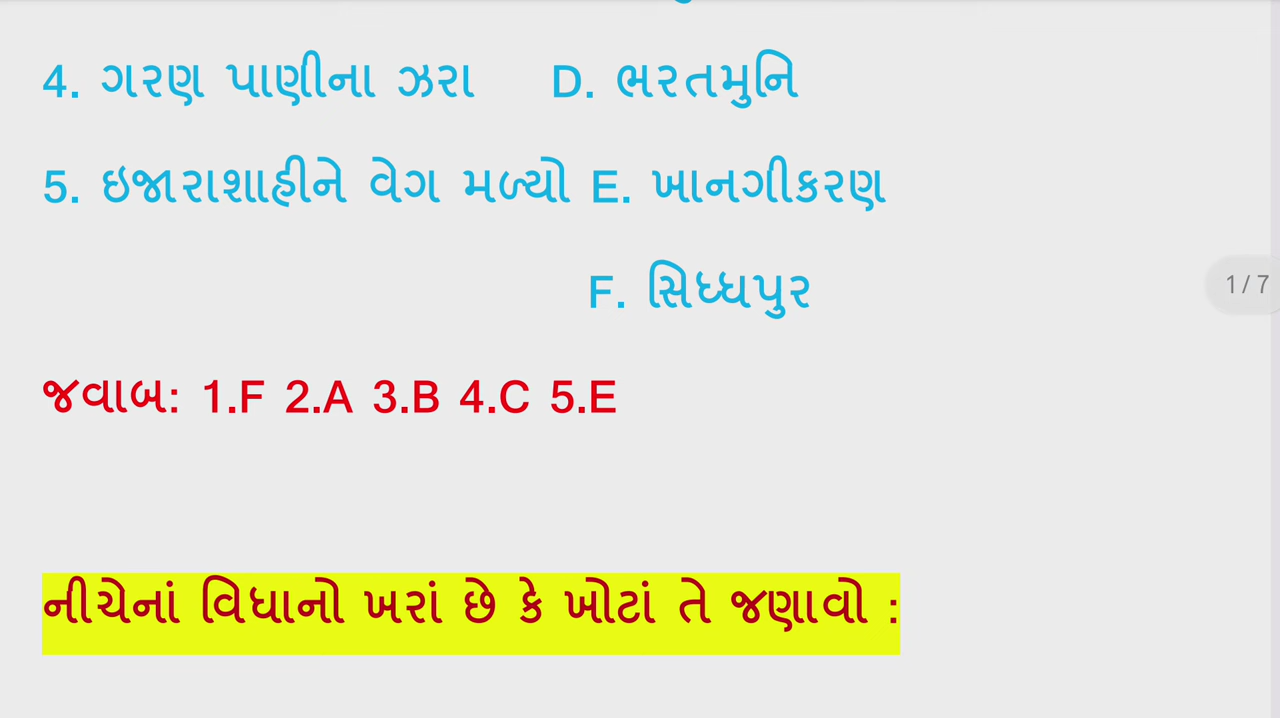 4. ગરણ પાણીના ઝરા D. ભરતમુનિ
5. ઇજારાશાહીને વેગ મળ્યો E. ખાનગીકરણ
F. સિધ્ધપુર
1/7
જવાબ: 1.F 2.A 3.B 4.C 5.E
નીચેનાં વિધાનો ખરાં છે કે ખોટાં તે જણાવો :